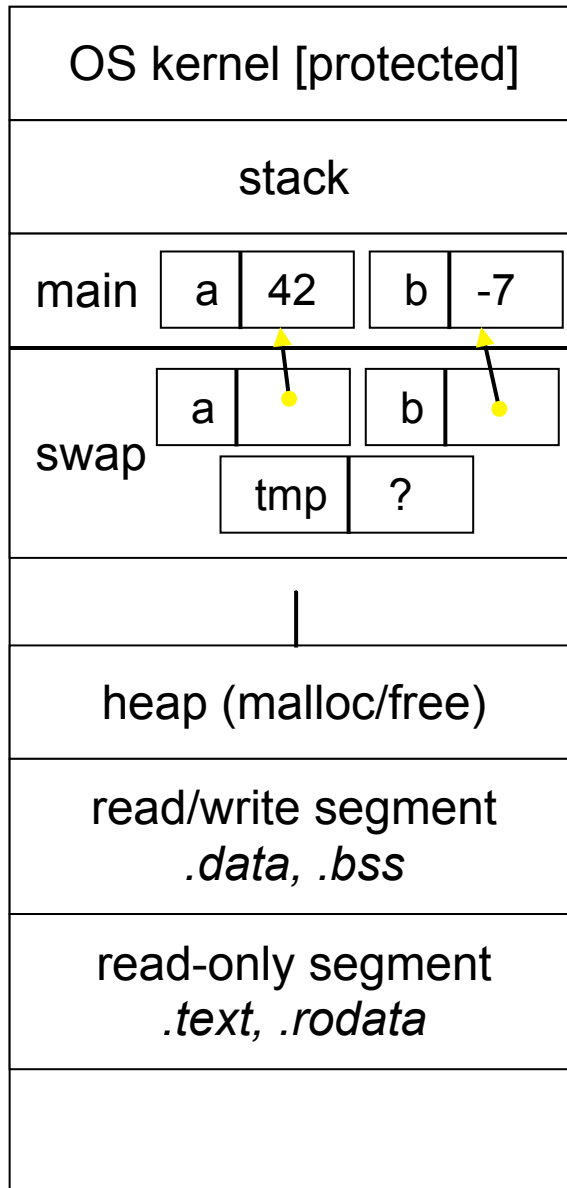 OS kernel [protected]
stack
main a 42 b -7
a b
swap
tmp ?
heap (malloc/free)
read/write segment
.data, .bss
read-only segment
.text, .rodata